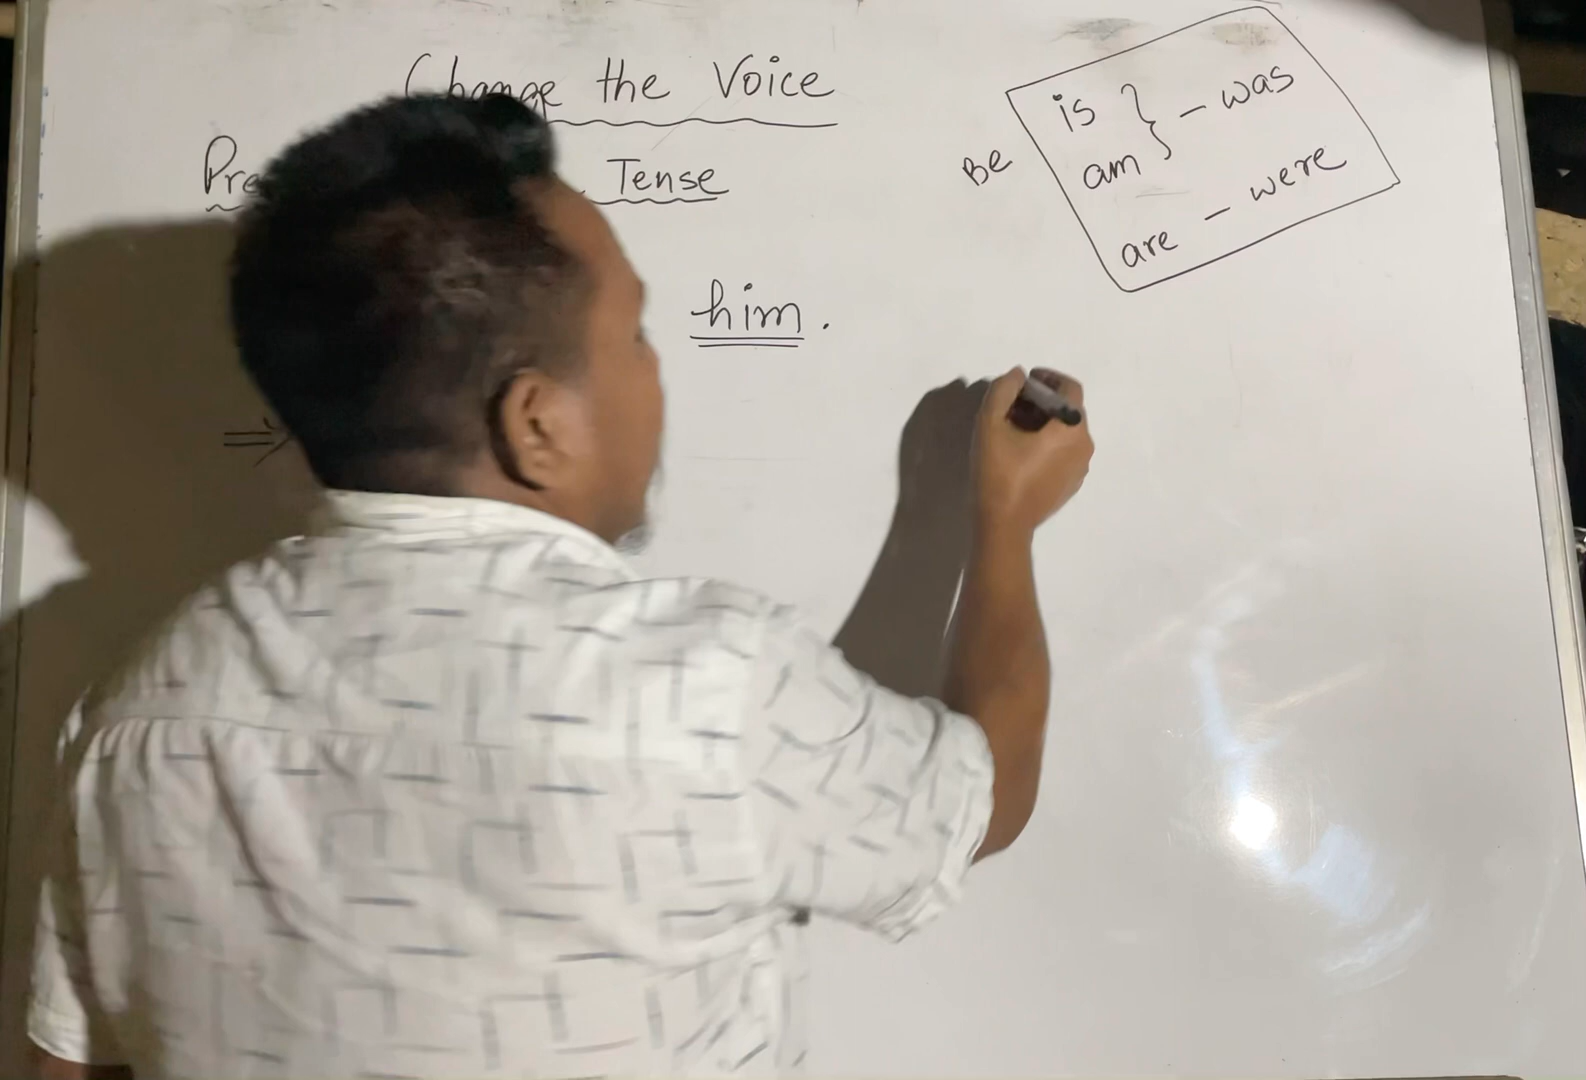 Change the Voice
Tense
Be
is } - was
am
are - were
him.
⇒